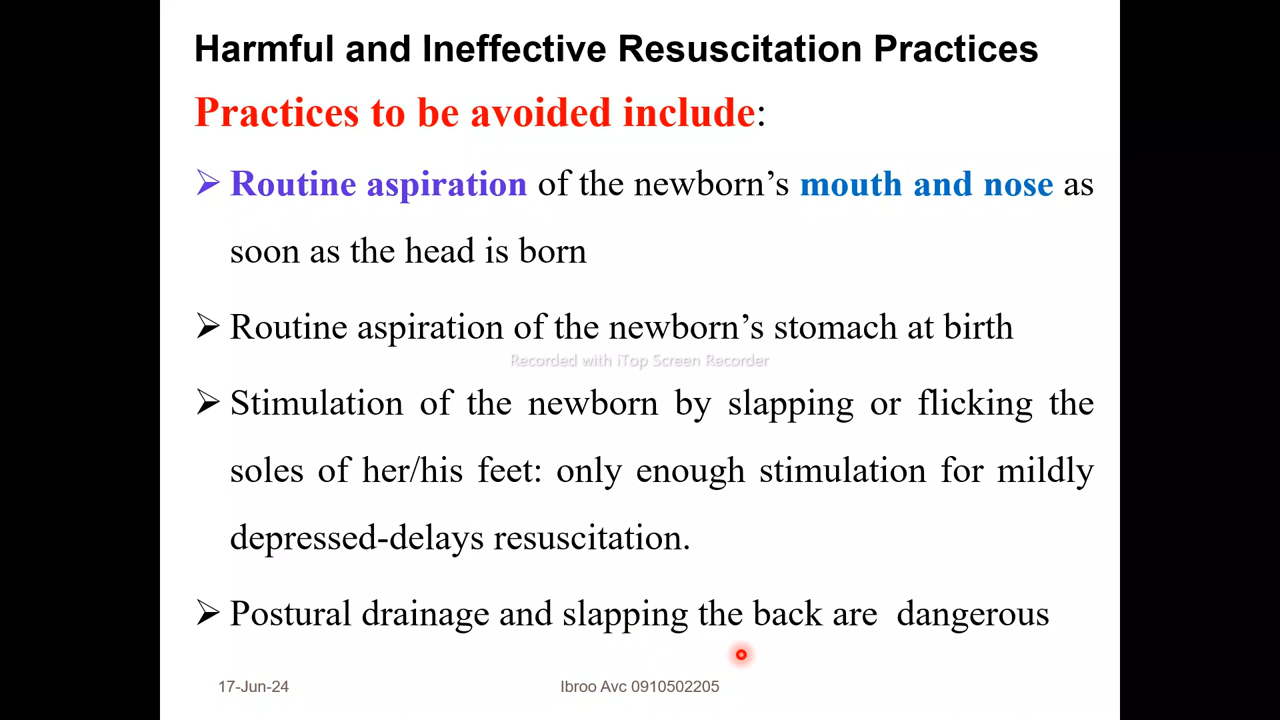 Harmful and Ineffective Resuscitation Practices
Practices to be avoided include:
➢ Routine aspiration of the newborn’s mouth and nose as
soon as the head is born
➢ Routine aspiration of the newborn’s stomach at birth
Recorded with iTop Screen Recorder
➢ Stimulation of the newborn by slapping or flicking the
soles of her/his feet: only enough stimulation for mildly
depressed-delays resuscitation.
➢ Postural drainage and slapping the back are dangerous
17-Jun-24
Ibroo Avc 0910502205